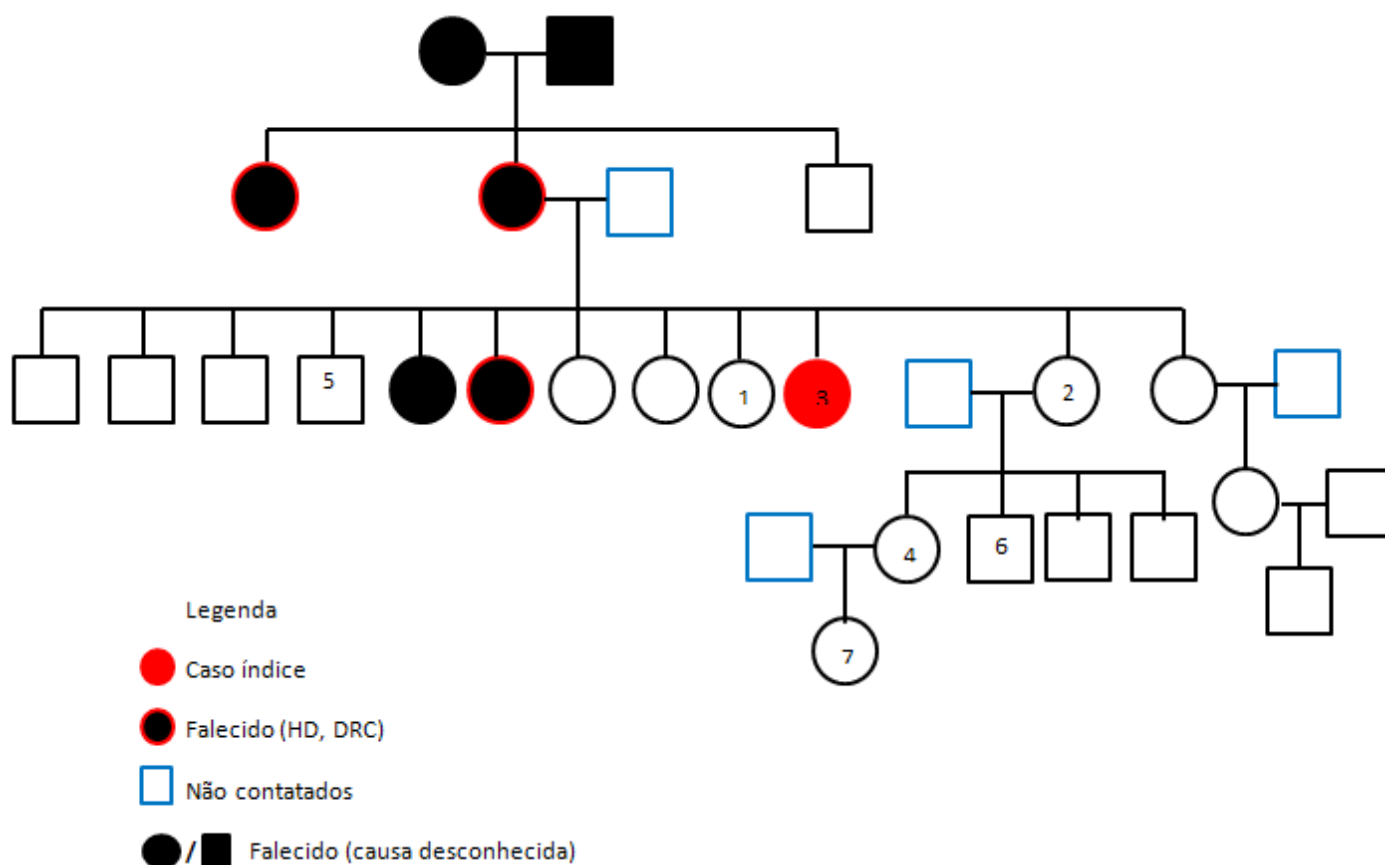 5
1
3
2
4
6
7
Legenda
Caso índice
Falecido (HD, DRC)
Não contatados
/ Falecido (causa desconhecida)